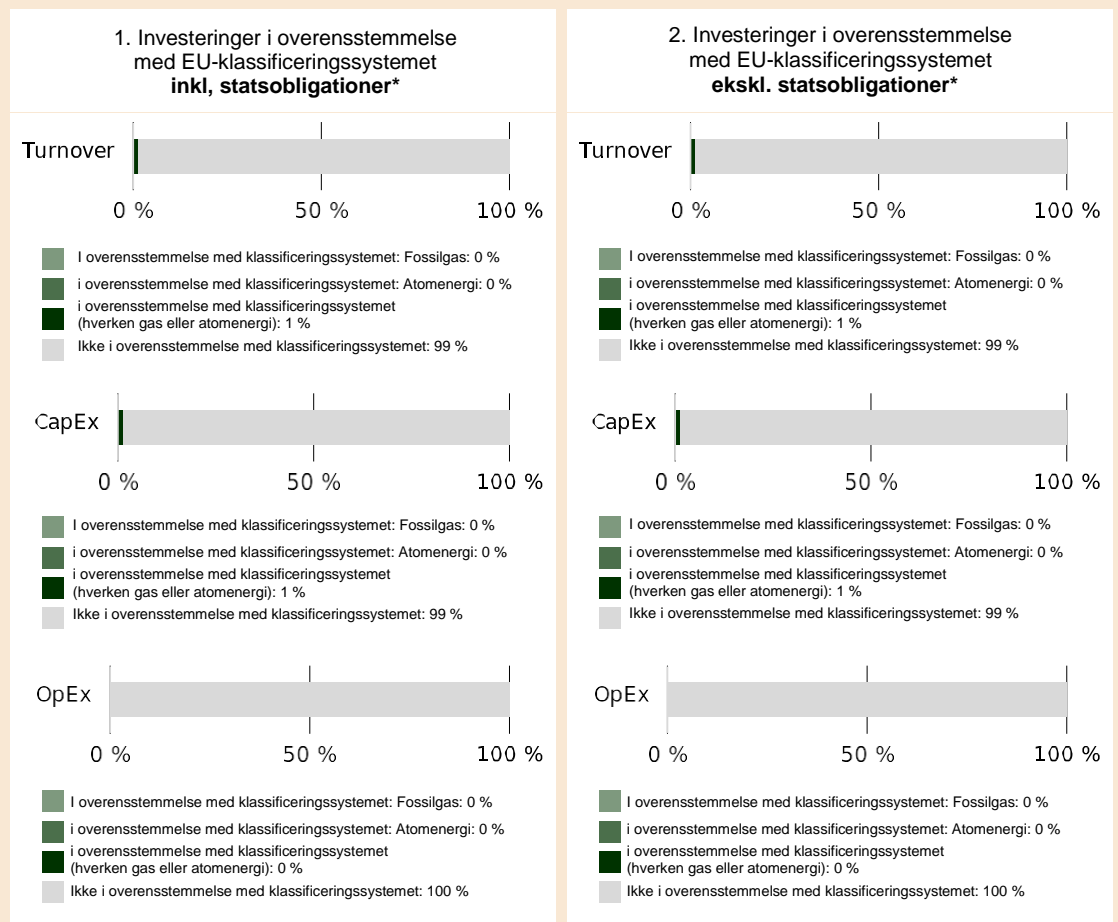 1. Investeringer i overensstemmelse
med EU-klassificeringssystemet
inkl, statsobligationer*
Turnover
0 % 50 % 100 %
I overensstemmelse med klassificeringssystemet: Fossilgas: 0 %
i overensstemmelse med klassificeringssystemet: Atomenergi: 0 %
i overensstemmelse med klassificeringssystemet
(hverken gas eller atomenergi): 1 %
Ikke i overensstemmelse med klassificeringssystemet: 99 %
CapEx
0 % 50 % 100 %
I overensstemmelse med klassificeringssystemet: Fossilgas: 0 %
i overensstemmelse med klassificeringssystemet: Atomenergi: 0 %
i overensstemmelse med klassificeringssystemet
(hverken gas eller atomenergi): 1 %
Ikke i overensstemmelse med klassificeringssystemet: 99 %
OpEx
0 % 50 % 100 %
I overensstemmelse med klassificeringssystemet: Fossilgas: 0 %
i overensstemmelse med klassificeringssystemet: Atomenergi: 0 %
i overensstemmelse med klassificeringssystemet
(hverken gas eller atomenergi): 0 %
Ikke i overensstemmelse med klassificeringssystemet: 100 %
2. Investeringer i overensstemmelse
med EU-klassificeringssystemet
ekskl. statsobligationer*
Turnover
0 % 50 % 100 %
I overensstemmelse med klassificeringssystemet: Fossilgas: 0 %
i overensstemmelse med klassificeringssystemet: Atomenergi: 0 %
i overensstemmelse med klassificeringssystemet
(hverken gas eller atomenergi): 1 %
Ikke i overensstemmelse med klassificeringssystemet: 99 %
CapEx
0 % 50 % 100 %
I overensstemmelse med klassificeringssystemet: Fossilgas: 0 %
i overensstemmelse med klassificeringssystemet: Atomenergi: 0 %
i overensstemmelse med klassificeringssystemet
(hverken gas eller atomenergi): 1 %
Ikke i overensstemmelse med klassificeringssystemet: 99 %
OpEx
0 % 50 % 100 %
I overensstemmelse med klassificeringssystemet: Fossilgas: 0 %
i overensstemmelse med klassificeringssystemet: Atomenergi: 0 %
i overensstemmelse med klassificeringssystemet
(hverken gas eller atomenergi): 0 %
Ikke i overensstemmelse med klassificeringssystemet: 100 %